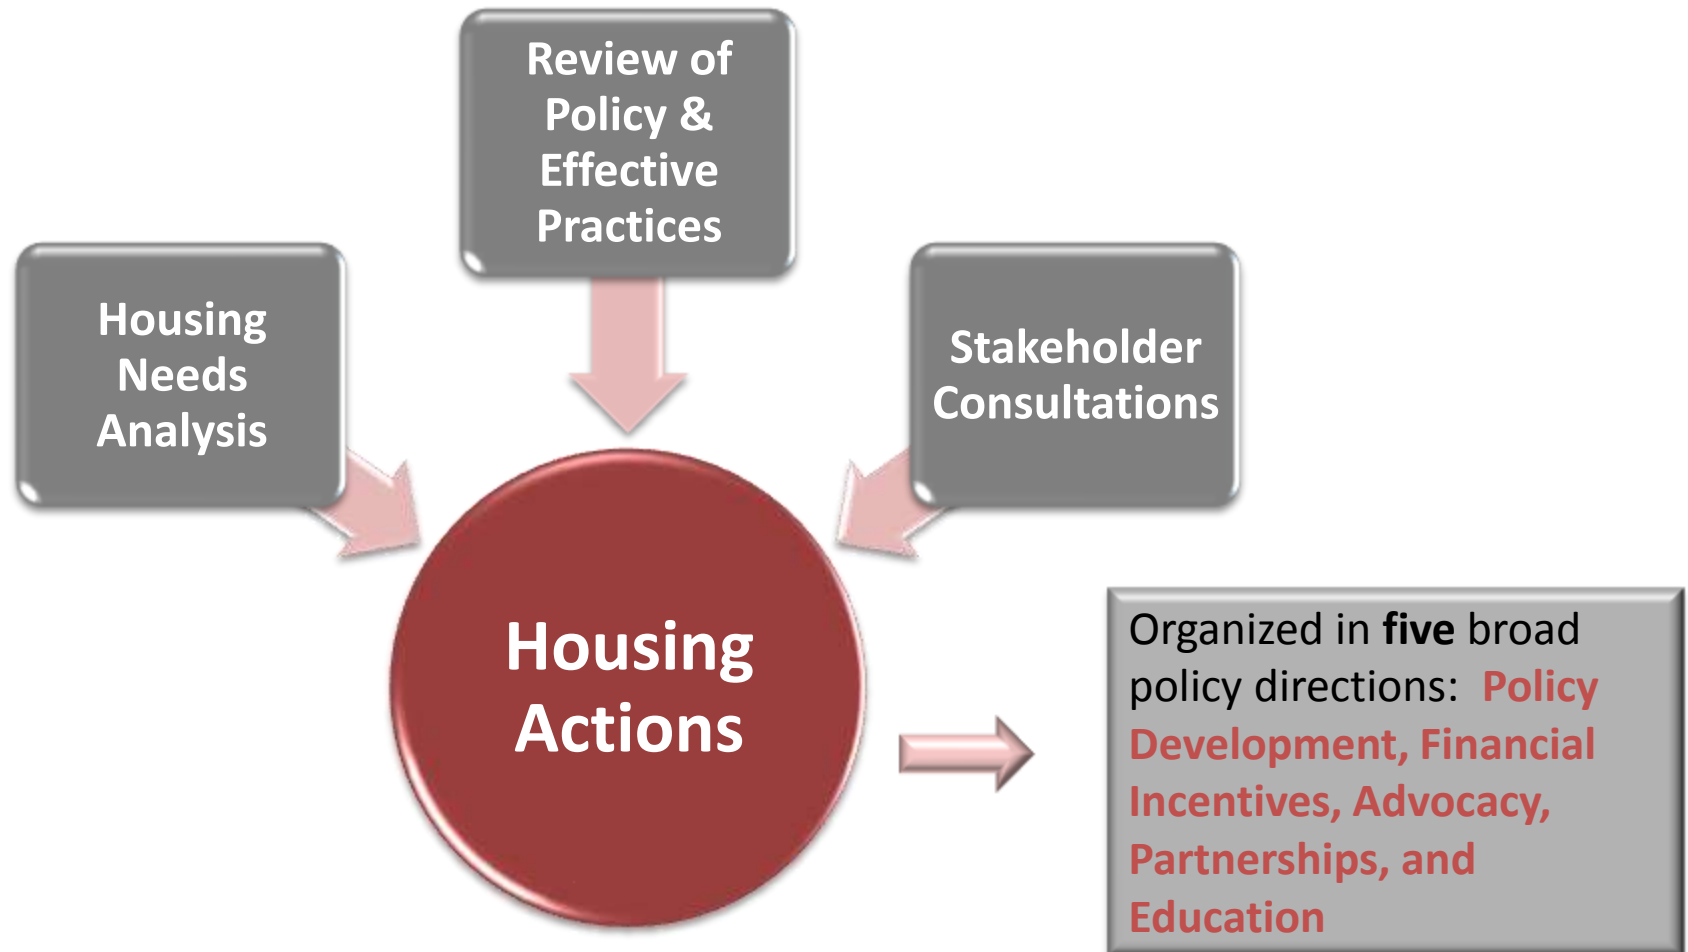 Review of
Policy &
Effective
Practices
Housing
Needs
Analysis
Stakeholder
Consultations
Housing
Actions
Organized in five broad
policy directions:  Policy
Development, Financial
Incentives, Advocacy,
Partnerships, and
Education